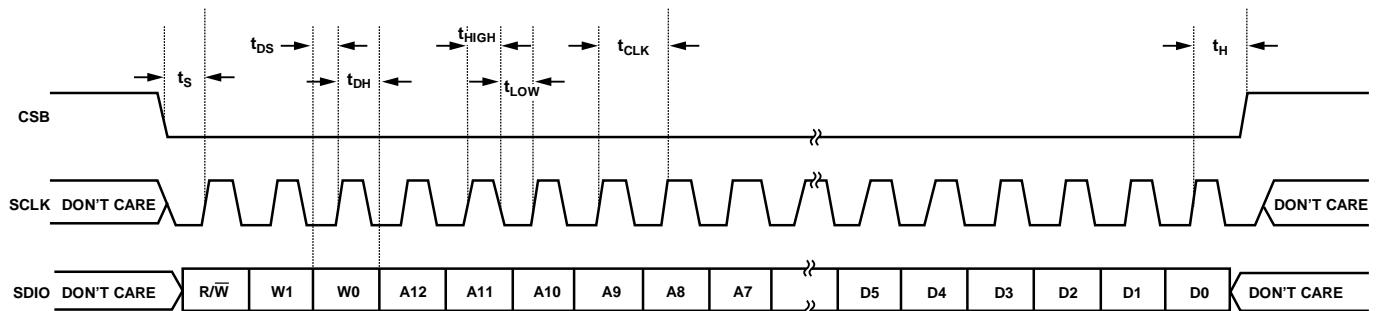 tDS tHIGH tCLK tH
tS tDH tLOW
CSB
SCLK DON'T CARE DON'T CARE
SDIO DON'T CARE R/W̅ W1 W0 A12 A11 A10 A9 A8 A7 D5 D4 D3 D2 D1 D0 DON'T CARE